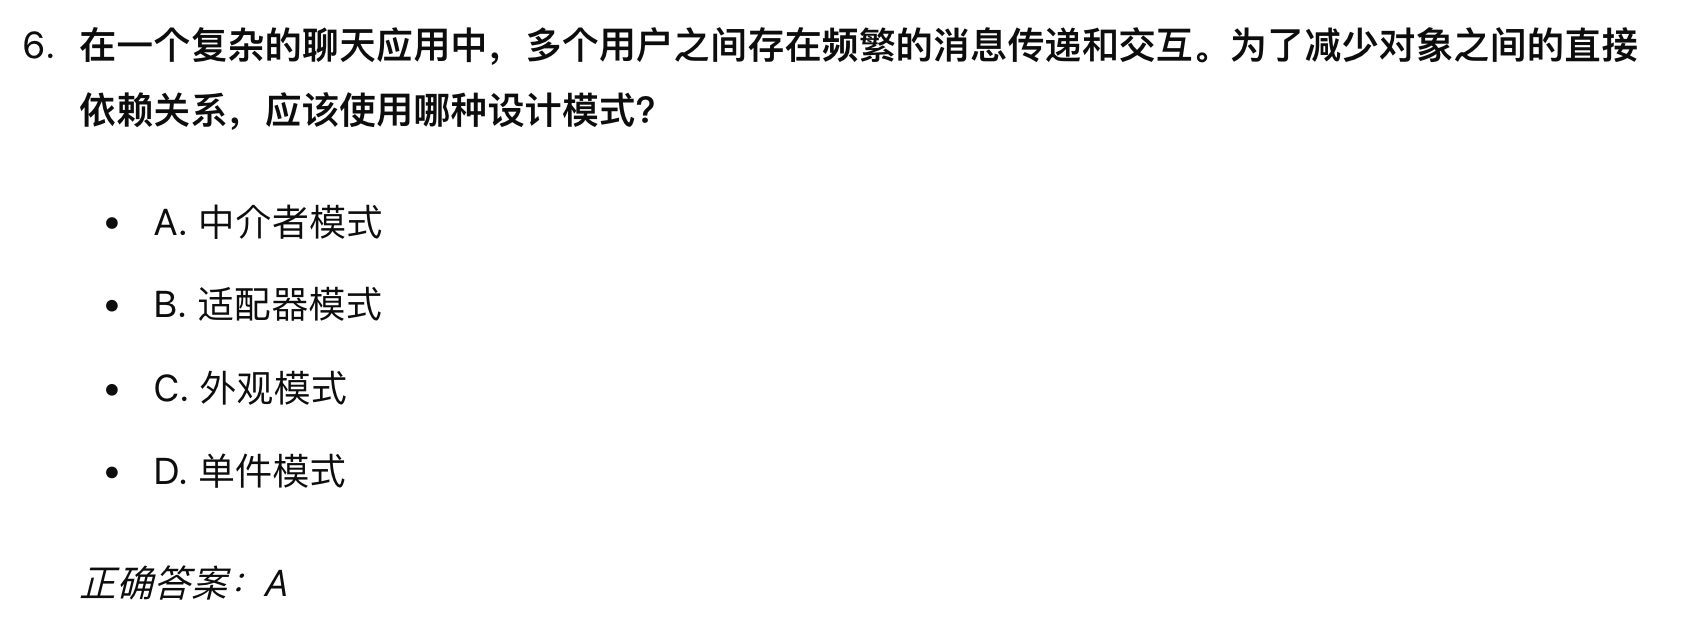 6. 在一个复杂的聊天应用中，多个用户之间存在频繁的消息传递和交互。为了减少对象之间的直接
依赖关系，应该使用哪种设计模式?
• A. 中介者模式
• B. 适配器模式
• C. 外观模式
• D. 单件模式
正确答案：A